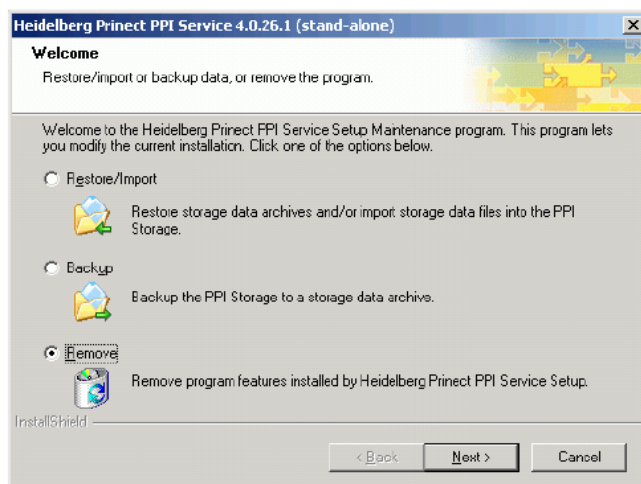 Heidelberg Prinect PPI Service 4.0.26.1 (stand-alone)
Welcome
Restore/import or backup data, or remove the program.
Welcome to the Heidelberg Prinect PPI Service Setup Maintenance program. This program lets
you modify the current installation. Click one of the options below.
Restore/Import
Restore storage data archives and/or import storage data files into the PPI
Storage.
Backup
Backup the PPI Storage to a storage data archive.
Remove
Remove program features installed by Heidelberg Prinect PPI Service Setup.
InstallShield
< Back
Next >
Cancel